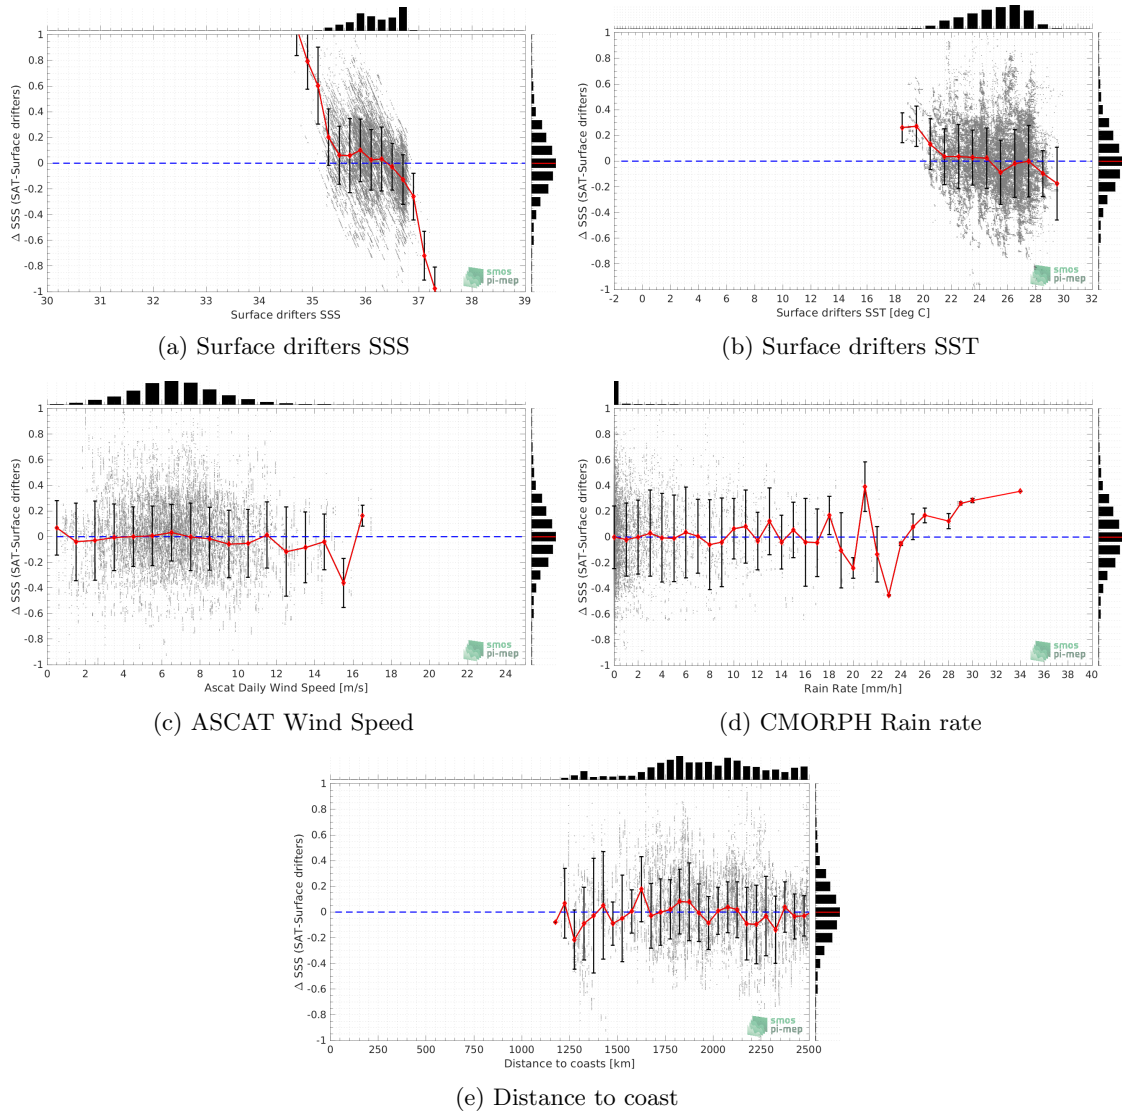 Δ SSS (SAT-Surface drifters)
1
0.8
0.6
0.4
0.2
0
-0.2
-0.4
-0.6
-0.8
-1
smos
pi-mep
30 31 32 33 34 35 36 37 38 39
Surface drifters SSS
(a) Surface drifters SSS
Δ SSS (SAT-Surface drifters)
1
0.8
0.6
0.4
0.2
0
-0.2
-0.4
-0.6
-0.8
-1
smos
pi-mep
-2 0 2 4 6 8 10 12 14 16 18 20 22 24 26 28 30 32
Surface drifters SST [deg C]
(b) Surface drifters SST
Δ SSS (SAT-Surface drifters)
1
0.8
0.6
0.4
0.2
0
-0.2
-0.4
-0.6
-0.8
-1
smos
pi-mep
0 2 4 6 8 10 12 14 16 18 20 22 24
Ascat Daily Wind Speed [m/s]
(c) ASCAT Wind Speed
Δ SSS (SAT-Surface drifters)
1
0.8
0.6
0.4
0.2
0
-0.2
-0.4
-0.6
-0.8
-1
smos
pi-mep
0 2 4 6 8 10 12 14 16 18 20 22 24 26 28 30 32 34 36 38 40
Rain Rate [mm/h]
(d) CMORPH Rain rate
Δ SSS (SAT-Surface drifters)
1
0.8
0.6
0.4
0.2
0
-0.2
-0.4
-0.6
-0.8
-1
smos
pi-mep
0 250 500 750 1000 1250 1500 1750 2000 2250 2500
Distance to coasts [km]
(e) Distance to coast